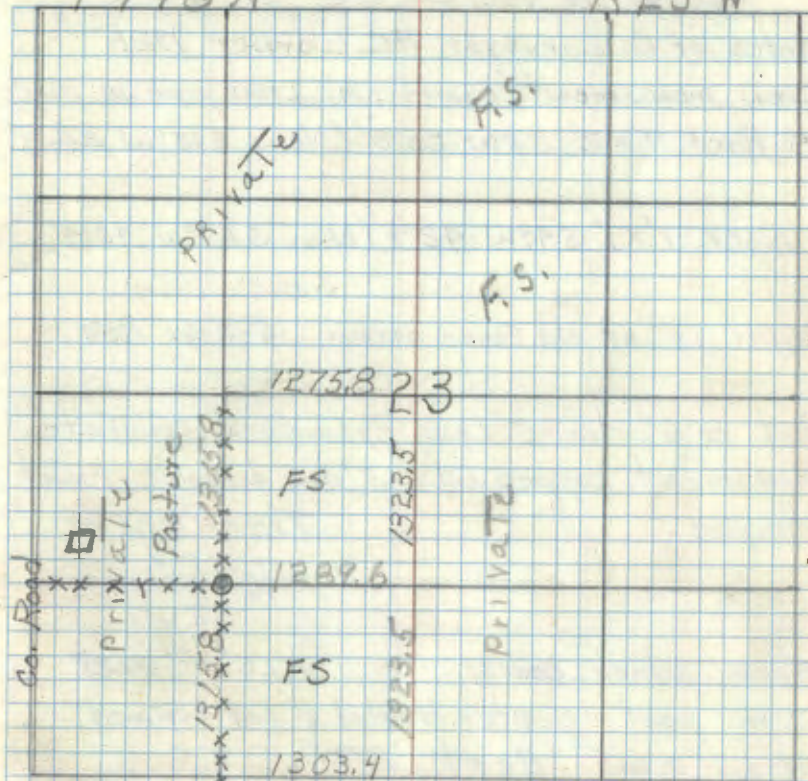 R 23 W
F.S.
Private
F.S.
1275.8
23
1315.8
1323.5
Pasture
FS
Private
Private
Co. Road
1289.6
1315.8
1323.5
FS
1303.4